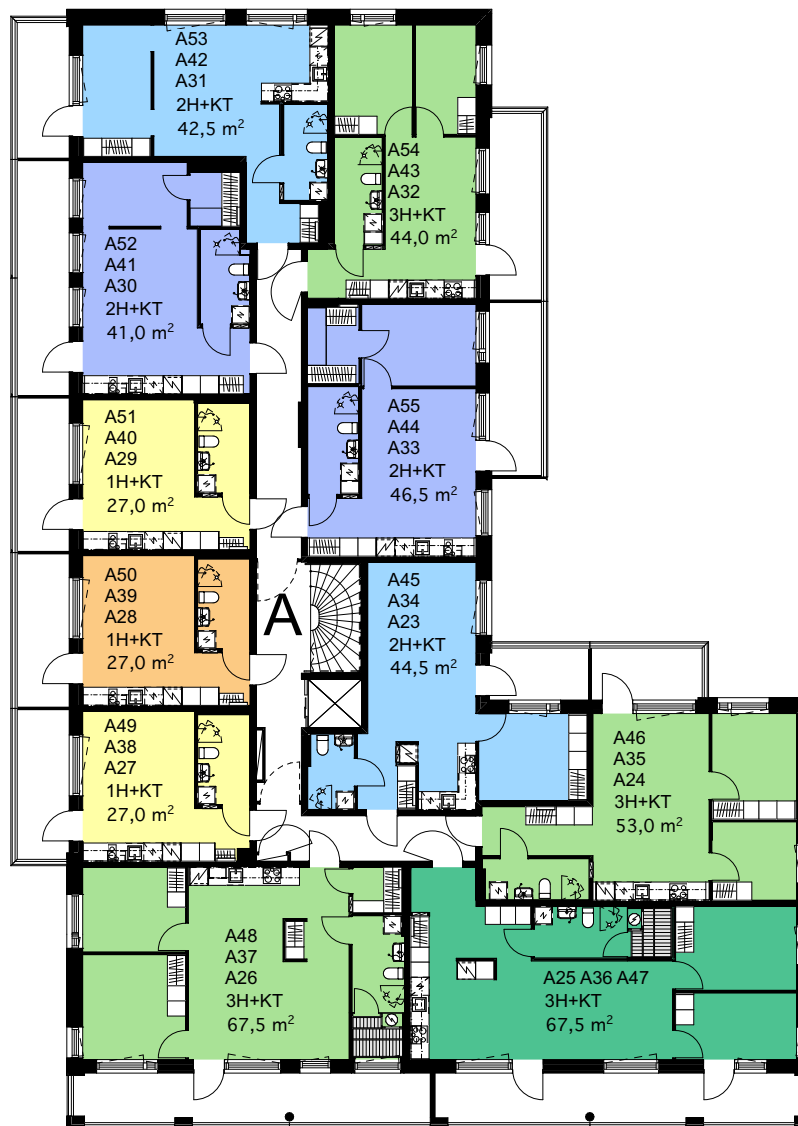 A53
A42
A31
2H+KT
42,5 m²
A54
A43
A32
3H+KT
44,0 m²
A52
A41
A30
2H+KT
41,0 m²
A55
A44
A33
2H+KT
46,5 m²
A51
A40
A29
1H+KT
27,0 m²
A50
A39
A28
1H+KT
27,0 m²
A
A45
A34
A23
2H+KT
44,5 m²
A49
A38
A27
1H+KT
27,0 m²
A46
A35
A24
3H+KT
53,0 m²
A48
A37
A26
3H+KT
67,5 m²
A25 A36 A47
3H+KT
67,5 m²